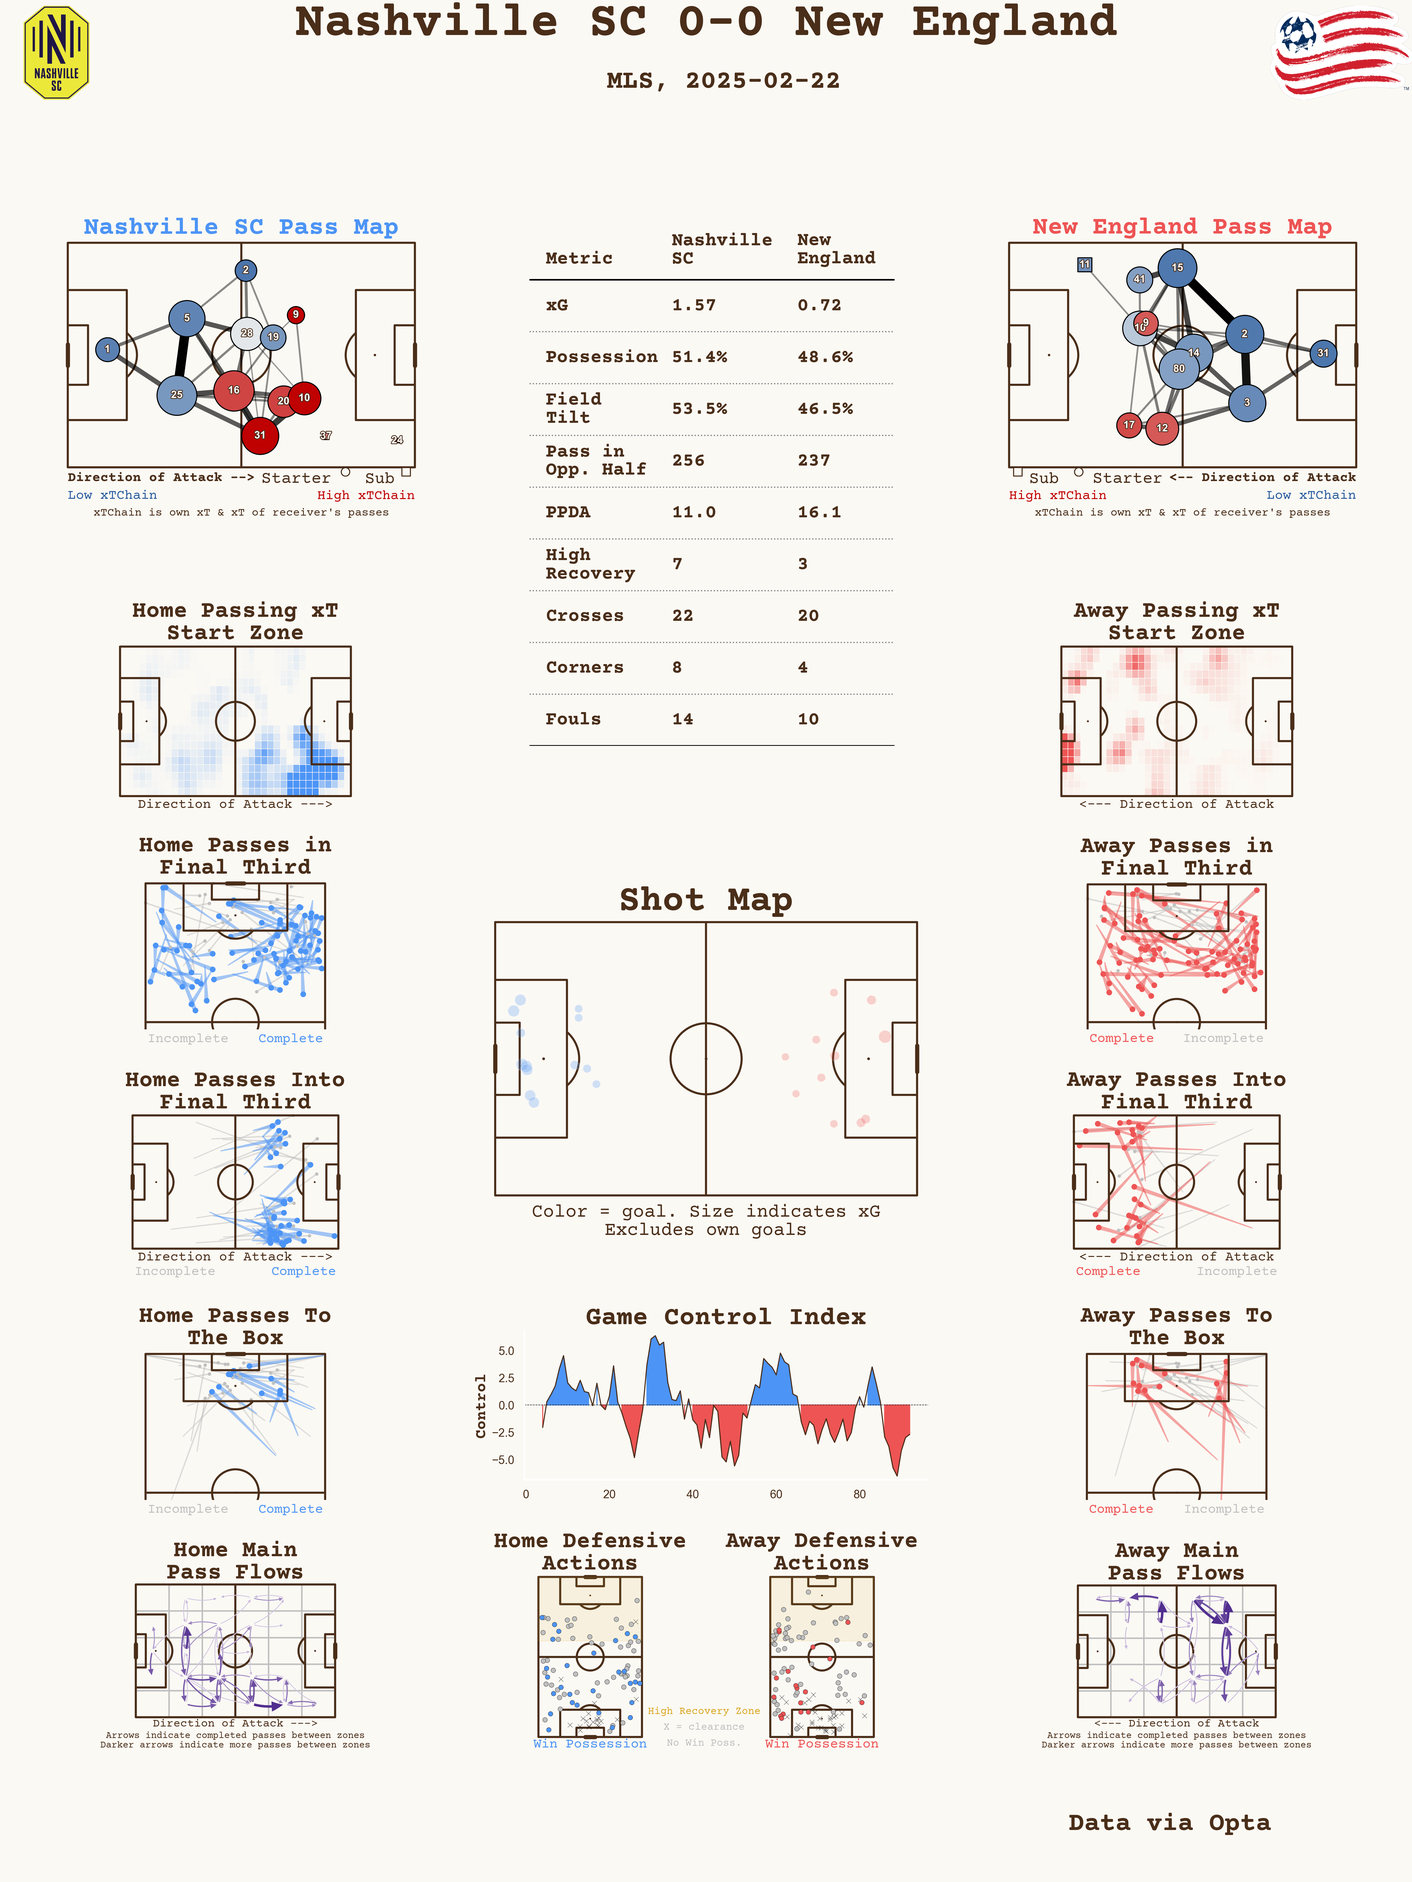 Nashville SC 0-0 New England
MLS, 2025-02-22
NASHVILLE
SC
TM
Nashville SC Pass Map
2
5
9
28
19
1
25
16
20
10
31
37
24
Direction of Attack --> Starter Sub
Low xTChain High xTChain
xTChain is own xT & xT of receiver's passes
Metric Nashville SC New England
xG 1.57 0.72
Possession 51.4% 48.6%
Field Tilt 53.5% 46.5%
Pass in Opp. Half 256 237
PPDA 11.0 16.1
High Recovery 7 3
Crosses 22 20
Corners 8 4
Fouls 14 10
New England Pass Map
11
15
41
10
9
2
14
31
80
3
17
12
Sub Starter <-- Direction of Attack
High xTChain Low xTChain
xTChain is own xT & xT of receiver's passes
Home Passing xT
Start Zone
Direction of Attack --->
Away Passing xT
Start Zone
<--- Direction of Attack
Home Passes in
Final Third
Incomplete Complete
Away Passes in
Final Third
Complete Incomplete
Shot Map
Color = goal. Size indicates xG
Excludes own goals
Home Passes Into
Final Third
Direction of Attack --->
Incomplete Complete
Away Passes Into
Final Third
<--- Direction of Attack
Complete Incomplete
Home Passes To
The Box
Incomplete Complete
Game Control Index
Control
5.0
2.5
0.0
−2.5
−5.0
0 20 40 60 80
Away Passes To
The Box
Complete Incomplete
Home Main
Pass Flows
Direction of Attack --->
Arrows indicate completed passes between zones
Darker arrows indicate more passes between zones
Home Defensive
Actions
Win Possession
High Recovery Zone
X = clearance
No Win Poss.
Away Defensive
Actions
Win Possession
Away Main
Pass Flows
<--- Direction of Attack
Arrows indicate completed passes between zones
Darker arrows indicate more passes between zones
Data via Opta